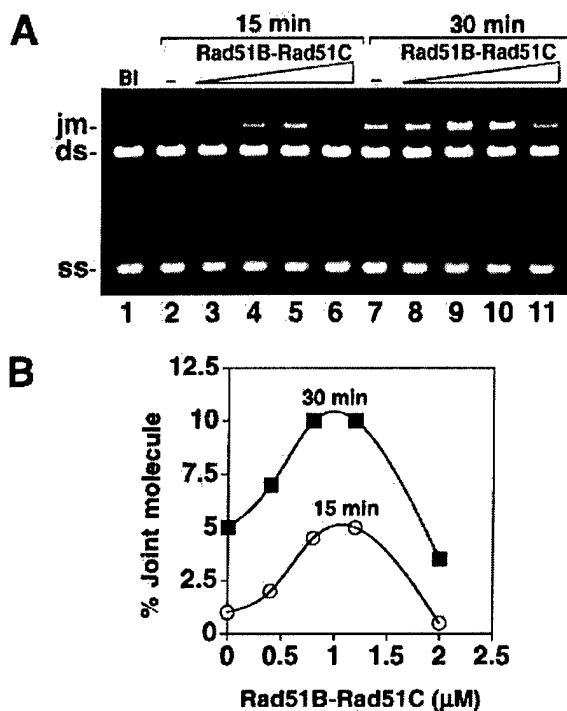 A
15 min 30 min
Rad51B-Rad51C Rad51B-Rad51C
Bl – –
jm-
ds-
ss-
1 2 3 4 5 6 7 8 9 10 11
B
12.5
10
7.5
5
2.5
0
% Joint molecule
30 min
15 min
0 0.5 1 1.5 2 2.5
Rad51B-Rad51C (μM)